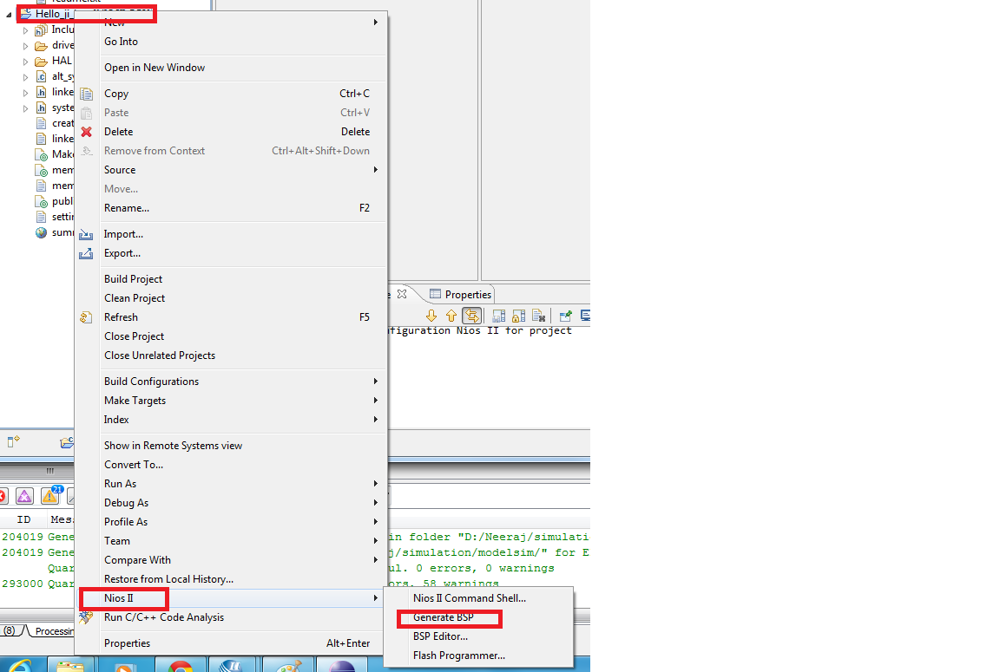 Hello_ji_
New
Go Into
Open in New Window
Copy Ctrl+C
Paste Ctrl+V
Delete Delete
Remove from Context Ctrl+Alt+Shift+Down
Source
Move...
Rename... F2
Import...
Export...
Build Project
Clean Project
Refresh F5
Close Project
Close Unrelated Projects
Build Configurations
Make Targets
Index
Show in Remote Systems view
Convert To...
Run As
Debug As
Profile As
Team
Compare With
Restore from Local History...
Nios II
Run C/C++ Code Analysis
Properties Alt+Enter
Nios II Command Shell...
Generate BSP
BSP Editor...
Flash Programmer...
Inclu
drive
HAL
alt_sy
linke
syste
creat
linke
Make
mem
mem
publi
settin
sumn
Properties
figuration Nios II for project
21
ID Mes
204019 Gene in folder "D:/Neeraj/simulati
204019 Gene j/simulation/modelsim/" for E
Quar ul. 0 errors, 0 warnings
293000 Quar ors, 58 warnings
(8) Processin